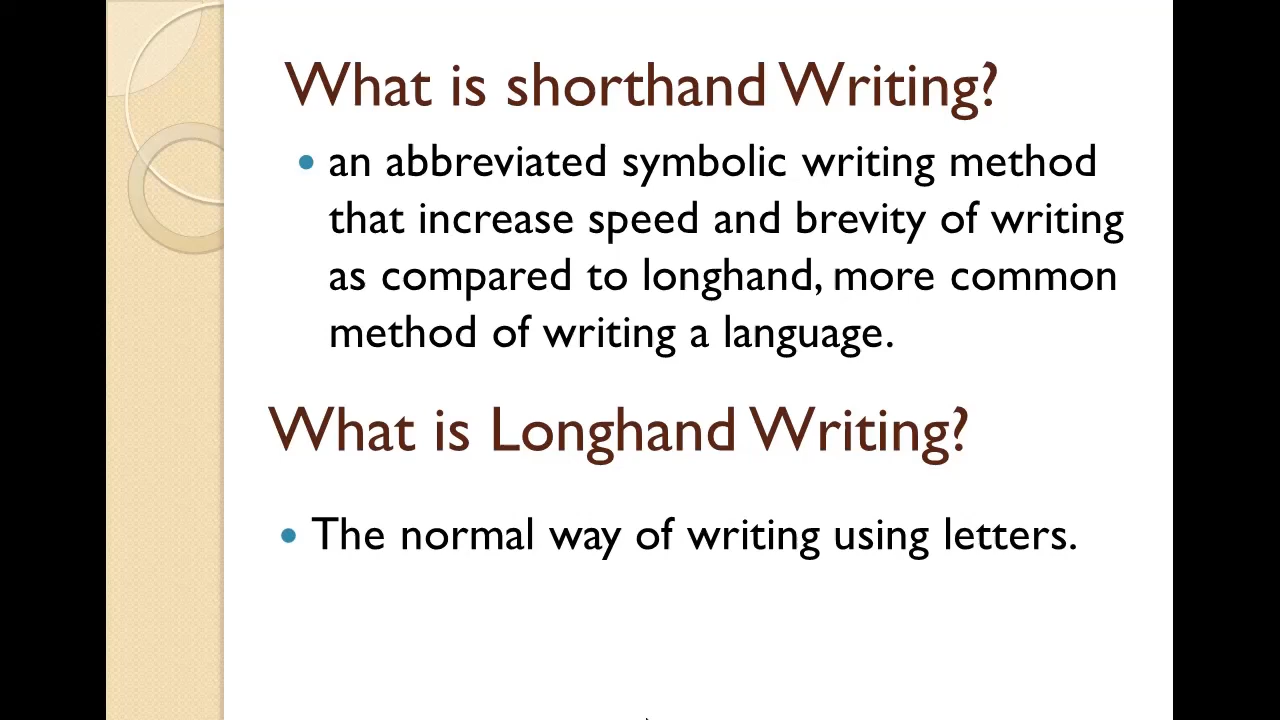 What is shorthand Writing?
• an abbreviated symbolic writing method
that increase speed and brevity of writing
as compared to longhand, more common
method of writing a language.
What is Longhand Writing?
• The normal way of writing using letters.